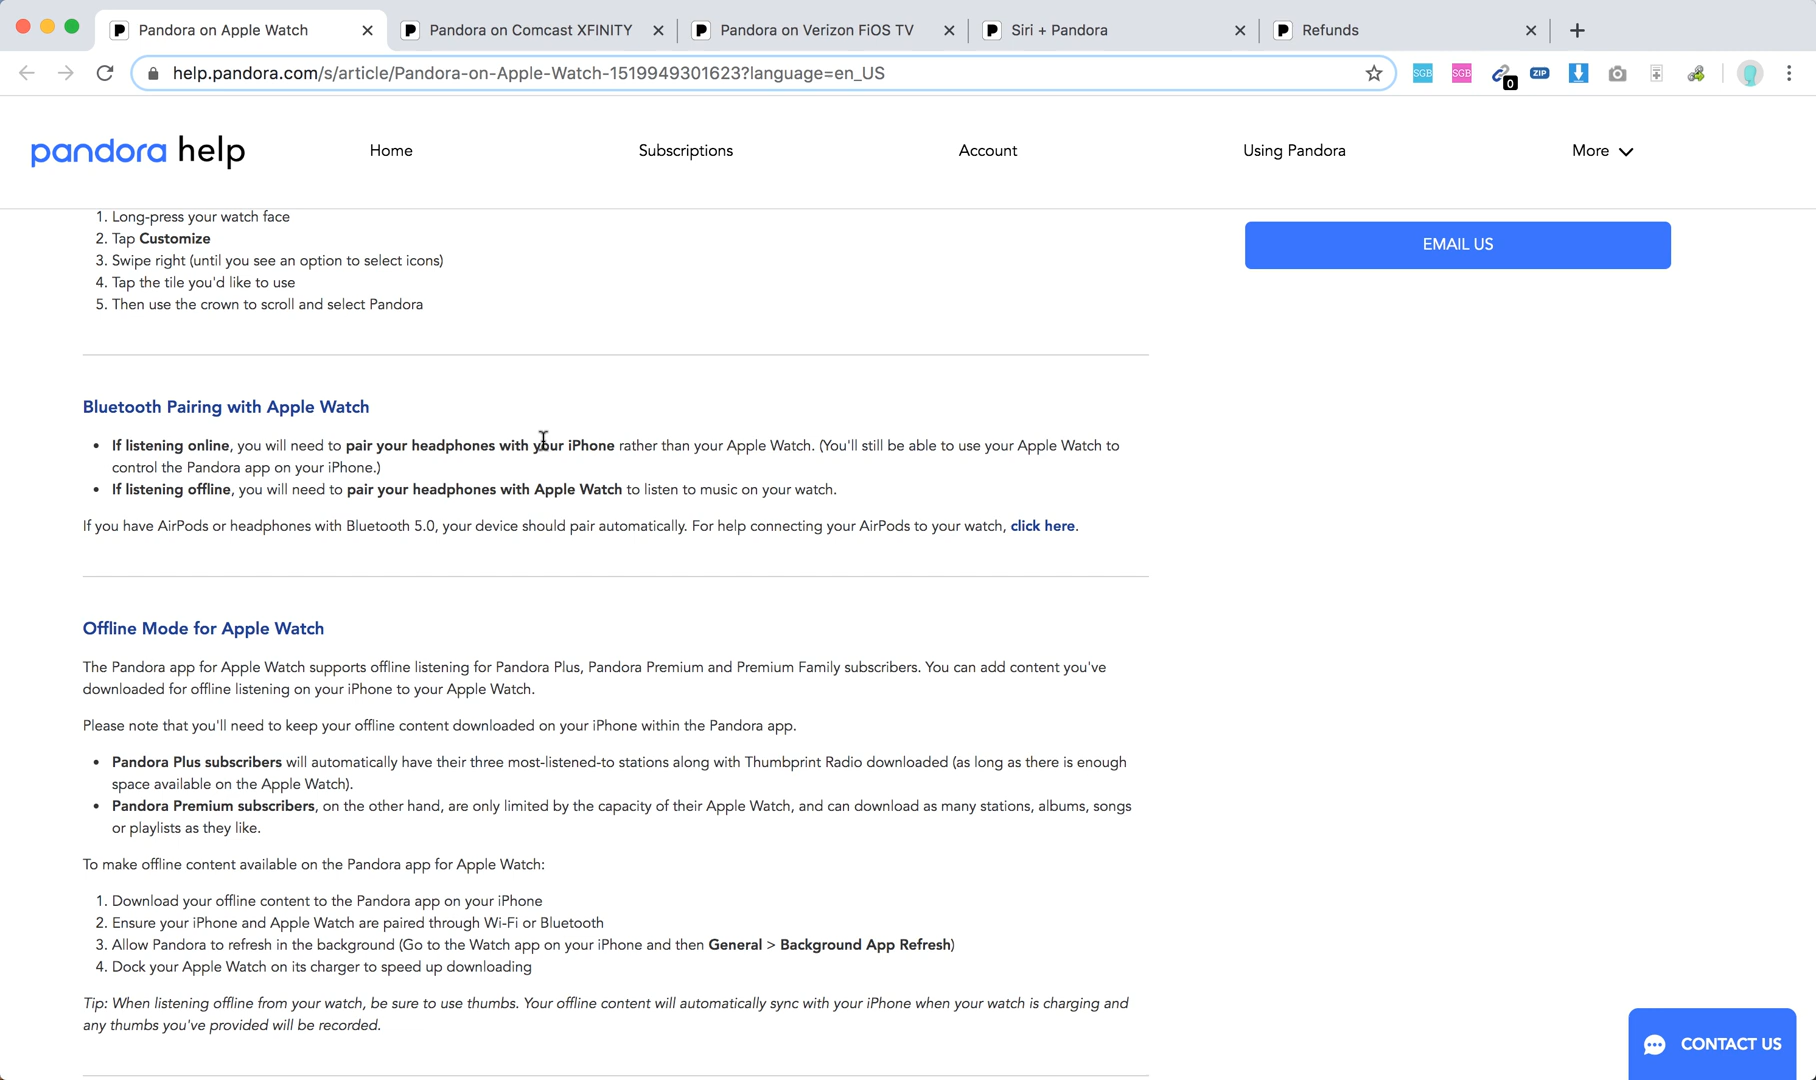 Pandora on Apple Watch
Pandora on Comcast XFINITY
Pandora on Verizon FiOS TV
Siri + Pandora
Refunds
help.pandora.com/s/article/Pandora-on-Apple-Watch-1519949301623?language=en_US
SGB
SGB
0
ZIP
pandora help
Home
Subscriptions
Account
Using Pandora
More
1. Long-press your watch face
2. Tap Customize
3. Swipe right (until you see an option to select icons)
4. Tap the tile you'd like to use
5. Then use the crown to scroll and select Pandora
EMAIL US
Bluetooth Pairing with Apple Watch
• If listening online, you will need to pair your headphones with your iPhone rather than your Apple Watch. (You'll still be able to use your Apple Watch to
control the Pandora app on your iPhone.)
• If listening offline, you will need to pair your headphones with Apple Watch to listen to music on your watch.
If you have AirPods or headphones with Bluetooth 5.0, your device should pair automatically. For help connecting your AirPods to your watch, click here.
Offline Mode for Apple Watch
The Pandora app for Apple Watch supports offline listening for Pandora Plus, Pandora Premium and Premium Family subscribers. You can add content you've
downloaded for offline listening on your iPhone to your Apple Watch.
Please note that you'll need to keep your offline content downloaded on your iPhone within the Pandora app.
• Pandora Plus subscribers will automatically have their three most-listened-to stations along with Thumbprint Radio downloaded (as long as there is enough
space available on the Apple Watch).
• Pandora Premium subscribers, on the other hand, are only limited by the capacity of their Apple Watch, and can download as many stations, albums, songs
or playlists as they like.
To make offline content available on the Pandora app for Apple Watch:
1. Download your offline content to the Pandora app on your iPhone
2. Ensure your iPhone and Apple Watch are paired through Wi-Fi or Bluetooth
3. Allow Pandora to refresh in the background (Go to the Watch app on your iPhone and then General > Background App Refresh)
4. Dock your Apple Watch on its charger to speed up downloading
Tip: When listening offline from your watch, be sure to use thumbs. Your offline content will automatically sync with your iPhone when your watch is charging and
any thumbs you've provided will be recorded.
CONTACT US